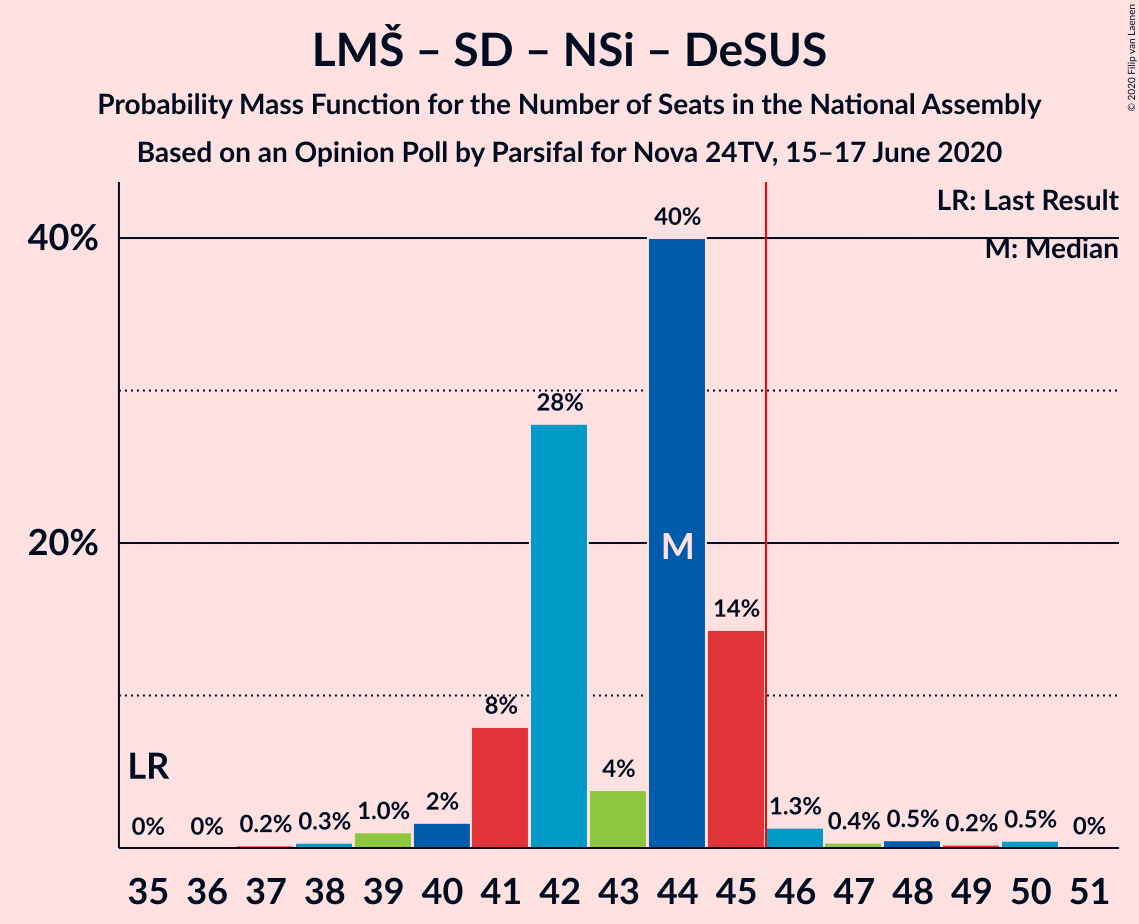 LMŠ – SD – NSi – DeSUS
Probability Mass Function for the Number of Seats in the National Assembly
Based on an Opinion Poll by Parsifal for Nova 24TV, 15–17 June 2020
© 2020 Filip van Laenen
LR: Last Result
M: Median
40%
20%
LR
0%
0%
0.2%
0.3%
1.0%
2%
8%
28%
4%
40%
M
14%
1.3%
0.4%
0.5%
0.2%
0.5%
0%
35 36 37 38 39 40 41 42 43 44 45 46 47 48 49 50 51